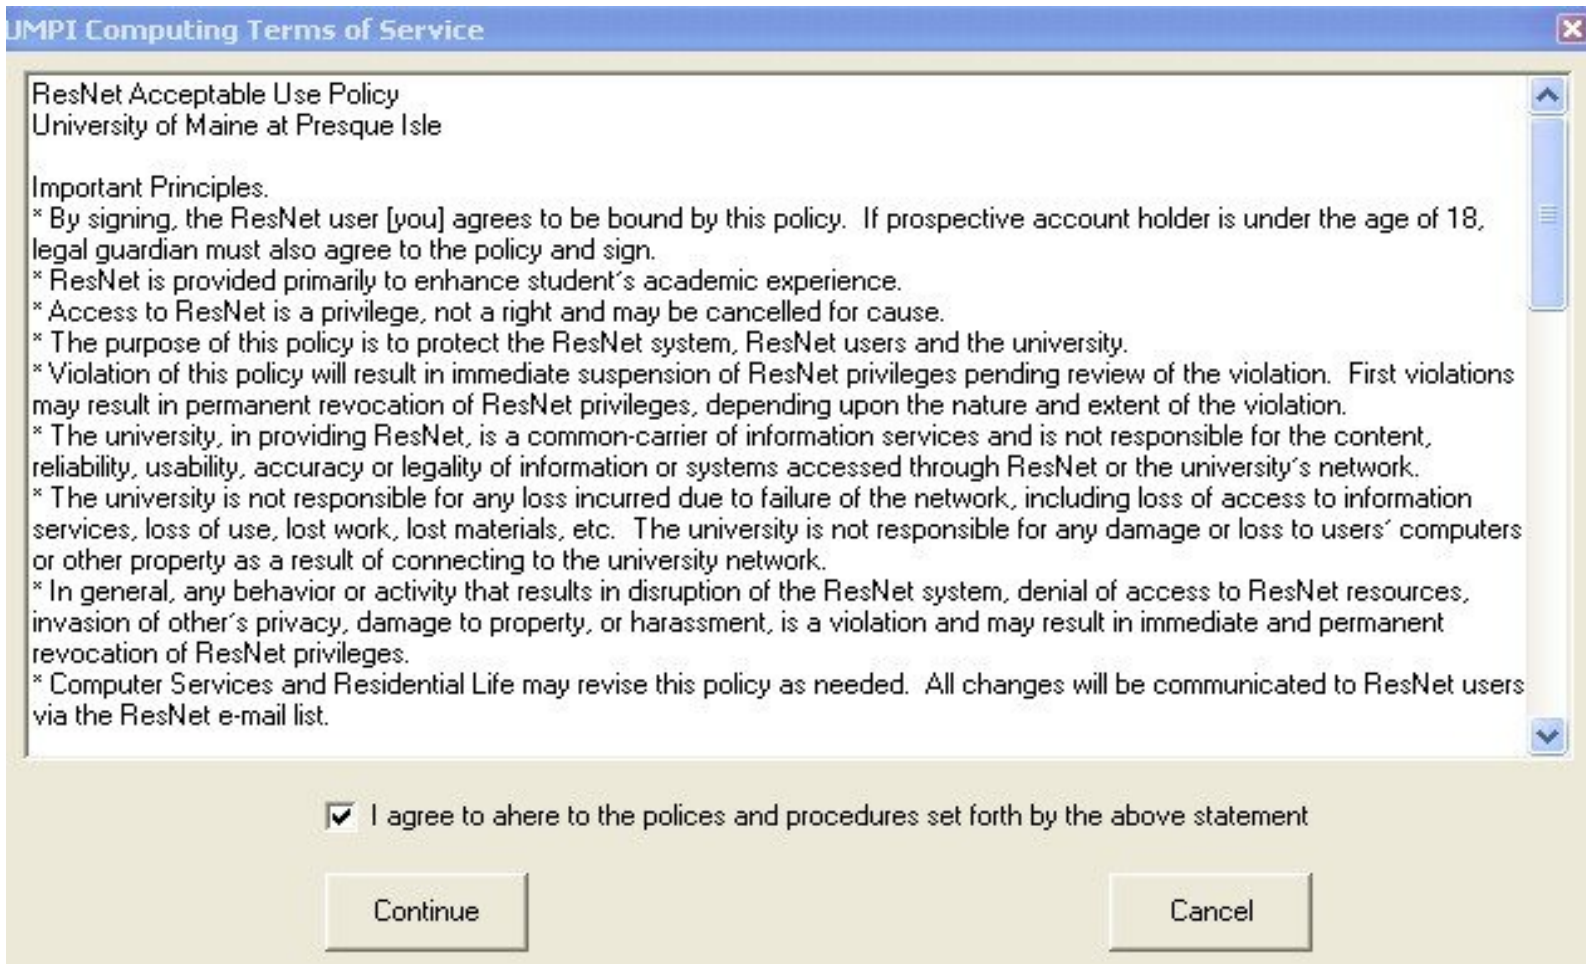 UMPI Computing Terms of Service
ResNet Acceptable Use Policy
University of Maine at Presque Isle
Important Principles.
* By signing, the ResNet user [you] agrees to be bound by this policy.  If prospective account holder is under the age of 18,
legal guardian must also agree to the policy and sign.
* ResNet is provided primarily to enhance student´s academic experience.
* Access to ResNet is a privilege, not a right and may be cancelled for cause.
* The purpose of this policy is to protect the ResNet system, ResNet users and the university.
* Violation of this policy will result in immediate suspension of ResNet privileges pending review of the violation.  First violations
may result in permanent revocation of ResNet privileges, depending upon the nature and extent of the violation.
* The university, in providing ResNet, is a common-carrier of information services and is not responsible for the content,
reliability, usability, accuracy or legality of information or systems accessed through ResNet or the university´s network.
* The university is not responsible for any loss incurred due to failure of the network, including loss of access to information
services, loss of use, lost work, lost materials, etc.  The university is not responsible for any damage or loss to users´ computers
or other property as a result of connecting to the university network.
* In general, any behavior or activity that results in disruption of the ResNet system, denial of access to ResNet resources,
invasion of other´s privacy, damage to property, or harassment, is a violation and may result in immediate and permanent
revocation of ResNet privileges.
* Computer Services and Residential Life may revise this policy as needed.  All changes will be communicated to ResNet users
via the ResNet e-mail list.
I agree to ahere to the polices and procedures set forth by the above statement
Continue
Cancel